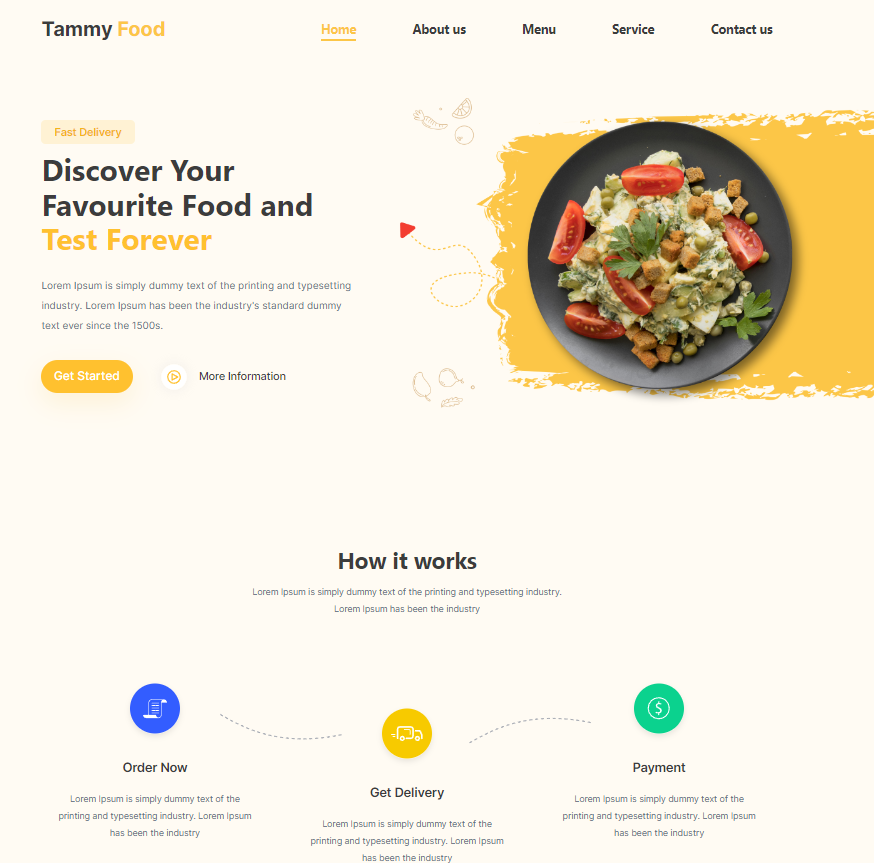 Tammy Food
Home
About us
Menu
Service
Contact us
Fast Delivery
Discover Your
Favourite Food and
Test Forever
Lorem Ipsum is simply dummy text of the printing and typesetting
industry. Lorem Ipsum has been the industry's standard dummy
text ever since the 1500s.
Get Started
More Information
How it works
Lorem Ipsum is simply dummy text of the printing and typesetting industry.
Lorem Ipsum has been the industry
Order Now
Lorem Ipsum is simply dummy text of the
printing and typesetting industry. Lorem Ipsum
has been the industry
Get Delivery
Lorem Ipsum is simply dummy text of the
printing and typesetting industry. Lorem Ipsum
has been the industry
$
Payment
Lorem Ipsum is simply dummy text of the
printing and typesetting industry. Lorem Ipsum
has been the industry